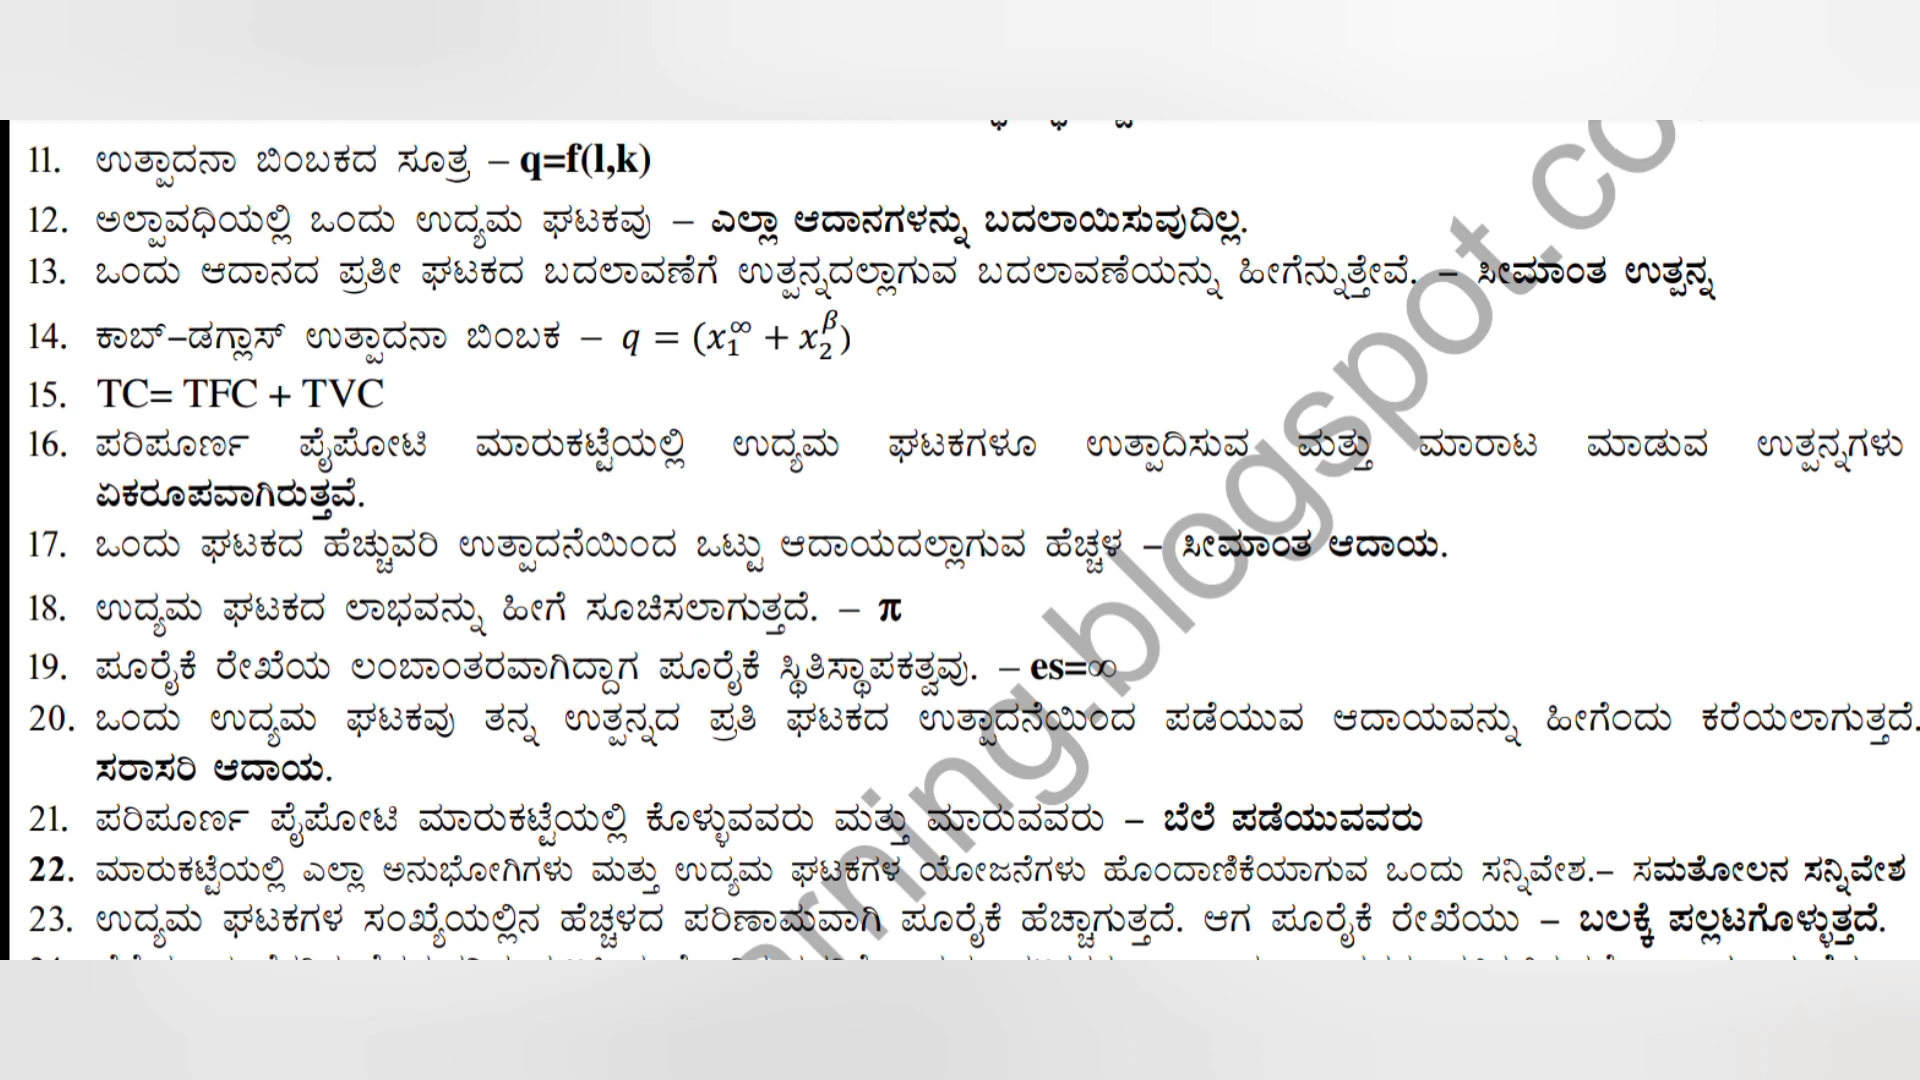 11. ಉತ್ಪಾದನಾ ಬಿಂಬಕದ ಸೂತ್ರ – q=f(l,k)
12. ಅಲ್ಪಾವಧಿಯಲ್ಲಿ ಒಂದು ಉದ್ಯಮ ಘಟಕವು – ಎಲ್ಲಾ ಆದಾನಗಳನ್ನು ಬದಲಾಯಿಸುವುದಿಲ್ಲ.
13. ಒಂದು ಆದಾನದ ಪ್ರತೀ ಘಟಕದ ಬದಲಾವಣೆಗೆ ಉತ್ಪನ್ನದಲ್ಲಾಗುವ ಬದಲಾವಣೆಯನ್ನು ಹೀಗೆನ್ನುತ್ತೇವೆ. – ಸೀಮಾಂತ ಉತ್ಪನ್ನ
14. ಕಾಬ್–ಡಗ್ಲಾಸ್ ಉತ್ಪಾದನಾ ಬಿಂಬಕ – q = (x₁^∞ + x₂^β)
15. TC= TFC + TVC
16. ಪರಿಪೂರ್ಣ ಪೈಪೋಟಿ ಮಾರುಕಟ್ಟೆಯಲ್ಲಿ ಉದ್ಯಮ ಘಟಕಗಳೂ ಉತ್ಪಾದಿಸುವ ಮತ್ತು ಮಾರಾಟ ಮಾಡುವ ಉತ್ಪನ್ನಗಳು
ಏಕರೂಪವಾಗಿರುತ್ತವೆ.
17. ಒಂದು ಘಟಕದ ಹೆಚ್ಚುವರಿ ಉತ್ಪಾದನೆಯಿಂದ ಒಟ್ಟು ಆದಾಯದಲ್ಲಾಗುವ ಹೆಚ್ಚಳ – ಸೀಮಾಂತ ಆದಾಯ.
18. ಉದ್ಯಮ ಘಟಕದ ಲಾಭವನ್ನು ಹೀಗೆ ಸೂಚಿಸಲಾಗುತ್ತದೆ. – π
19. ಪೂರೈಕೆ ರೇಖೆಯ ಲಂಬಾಂತರವಾಗಿದ್ದಾಗ ಪೂರೈಕೆ ಸ್ಥಿತಿಸ್ಥಾಪಕತ್ವವು. – es=∞
20. ಒಂದು ಉದ್ಯಮ ಘಟಕವು ತನ್ನ ಉತ್ಪನ್ನದ ಪ್ರತಿ ಘಟಕದ ಉತ್ಪಾದನೆಯಿಂದ ಪಡೆಯುವ ಆದಾಯವನ್ನು ಹೀಗೆಂದು ಕರೆಯಲಾಗುತ್ತದೆ.
ಸರಾಸರಿ ಆದಾಯ.
21. ಪರಿಪೂರ್ಣ ಪೈಪೋಟಿ ಮಾರುಕಟ್ಟೆಯಲ್ಲಿ ಕೊಳ್ಳುವವರು ಮತ್ತು ಮಾರುವವರು – ಬೆಲೆ ಪಡೆಯುವವರು
22. ಮಾರುಕಟ್ಟೆಯಲ್ಲಿ ಎಲ್ಲಾ ಅನುಭೋಗಿಗಳು ಮತ್ತು ಉದ್ಯಮ ಘಟಕಗಳ ಯೋಜನೆಗಳು ಹೊಂದಾಣಿಕೆಯಾಗುವ ಒಂದು ಸನ್ನಿವೇಶ.– ಸಮತೋಲನ ಸನ್ನಿವೇಶ
23. ಉದ್ಯಮ ಘಟಕಗಳ ಸಂಖ್ಯೆಯಲ್ಲಿನ ಹೆಚ್ಚಳದ ಪರಿಣಾಮವಾಗಿ ಪೂರೈಕೆ ಹೆಚ್ಚಾಗುತ್ತದೆ. ಆಗ ಪೂರೈಕೆ ರೇಖೆಯು – ಬಲಕ್ಕೆ ಪಲ್ಲಟಗೊಳ್ಳುತ್ತದೆ.
arning.blogspot.co